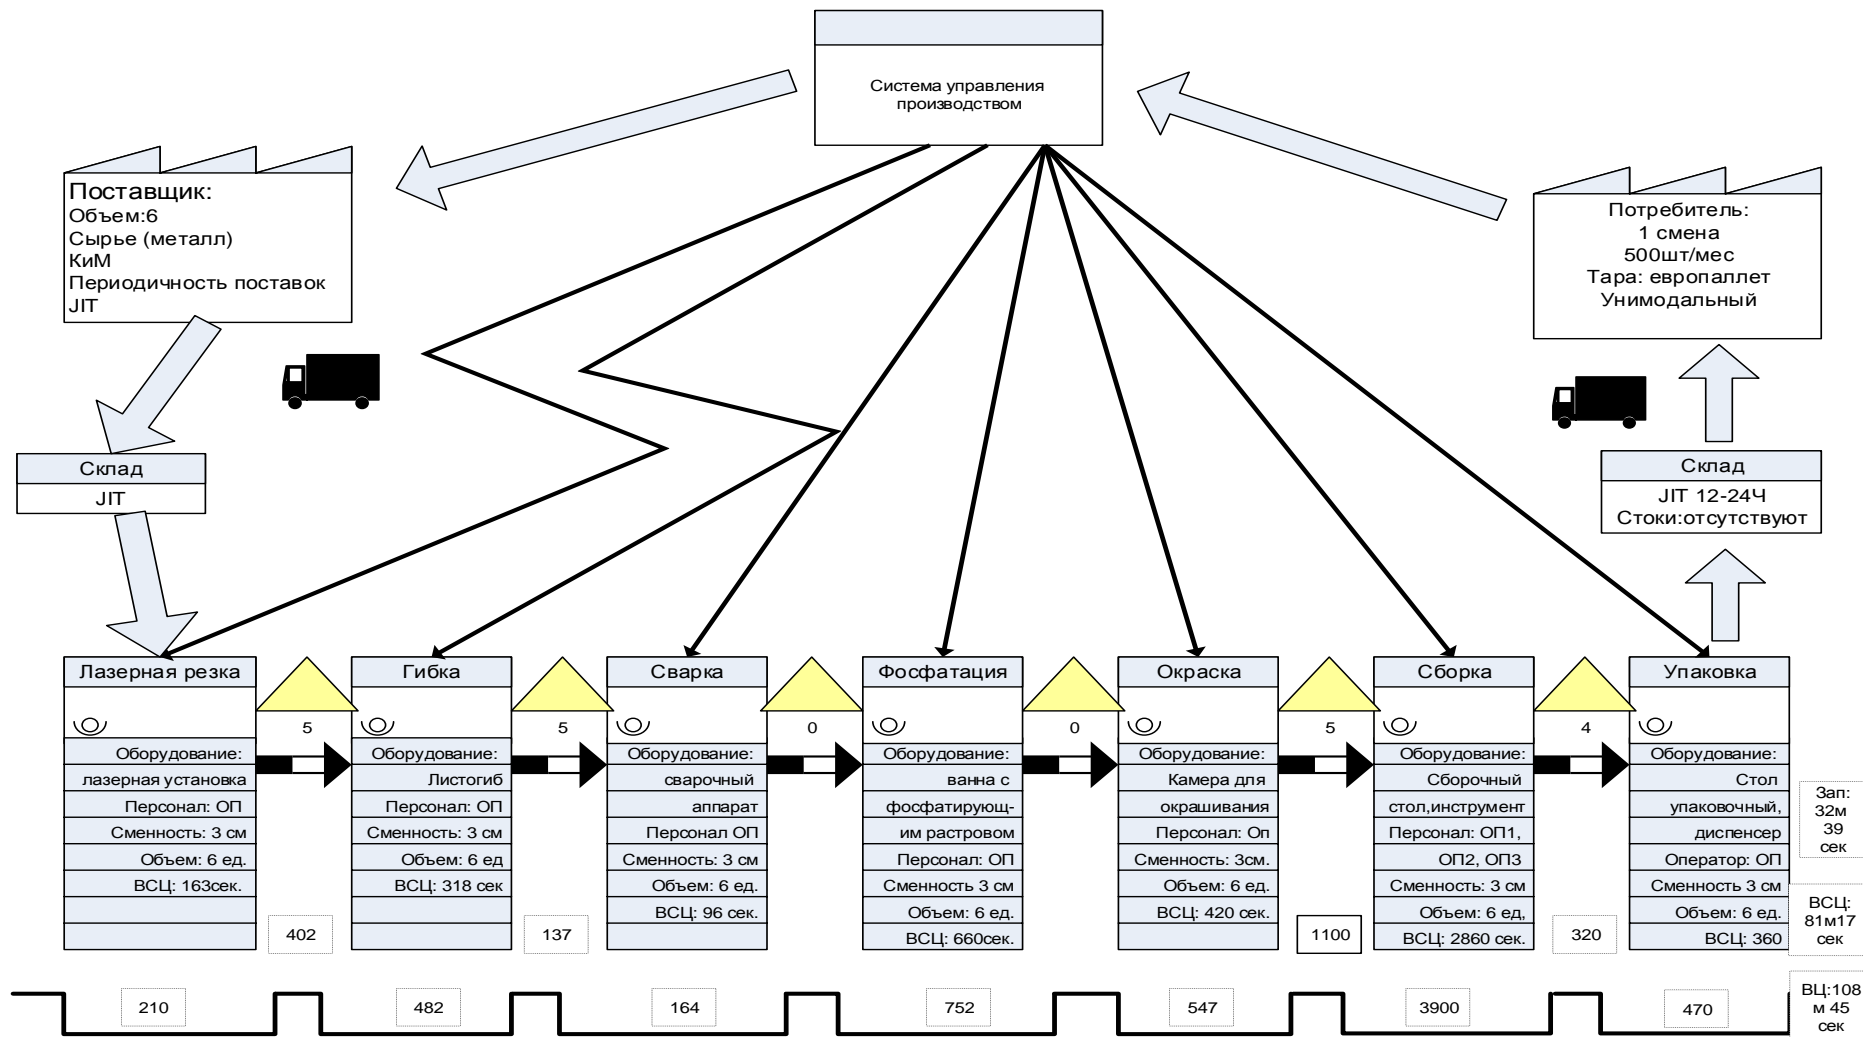 Система управления
производством
Поставщик:
Объем:6
Сырье (металл)
КиМ
Периодичность поставок
JIT
Потребитель:
1 смена
500шт/мес
Тара: европаллет
Унимодальный
Склад
JIT
Склад
JIT 12-24Ч
Стоки:отсутствуют
Лазерная резка
Оборудование:
лазерная установка
Персонал: ОП
Сменность: 3 см
Объем: 6 ед.
ВСЦ: 163сек.
5
402
Гибка
Оборудование:
Листогиб
Персонал: ОП
Сменность: 3 см
Объем: 6 ед
ВСЦ: 318 сек
5
137
Сварка
Оборудование:
сварочный
аппарат
Персонал ОП
Сменность: 3 см
Объем: 6 ед.
ВСЦ: 96 сек.
0
Фосфатация
Оборудование:
ванна с
фосфатирующ-
им растровом
Персонал: ОП
Сменность 3 см
Объем: 6 ед.
ВСЦ: 660сек.
0
Окраска
Оборудование:
Камера для
окрашивания
Персонал: Оп
Сменность: 3см.
Объем: 6 ед.
ВСЦ: 420 сек.
5
1100
Сборка
Оборудование:
Сборочный
стол,инструмент
Персонал: ОП1,
ОП2, ОП3
Сменность: 3 см
Объем: 6 ед,
ВСЦ: 2860 сек.
4
320
Упаковка
Оборудование:
Стол
упаковочный,
диспенсер
Оператор: ОП
Сменность 3 см
Объем: 6 ед.
ВСЦ: 360
Зап:
32м
39
сек
ВСЦ:
81м17
сек
210
482
164
752
547
3900
470
ВЦ:108
м 45
сек